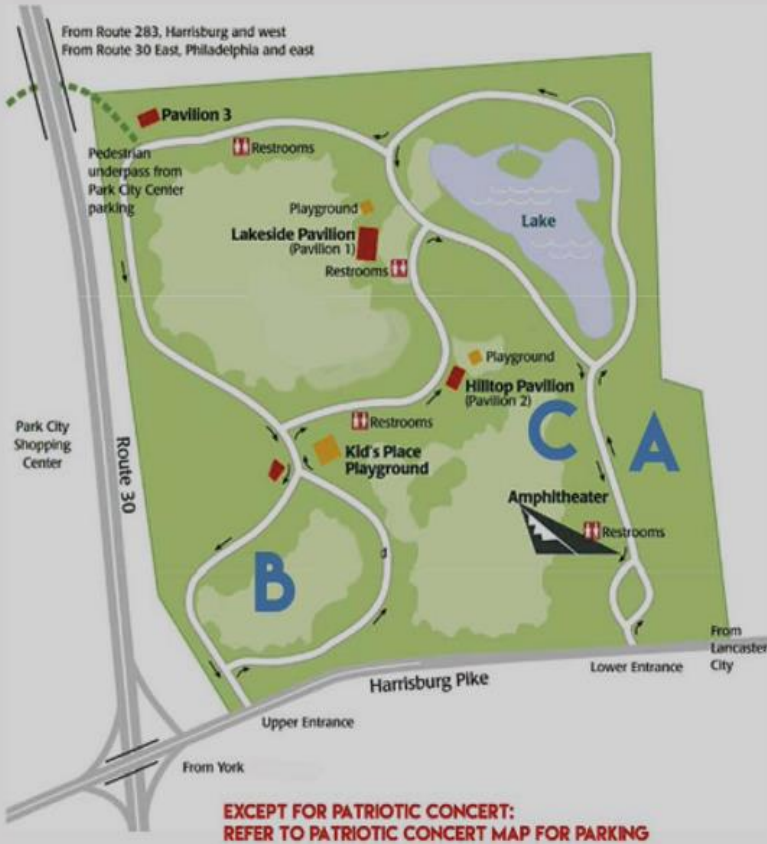 From Route 283, Harrisburg and west
From Route 30 East, Philadelphia and east
Pavilion 3
Restrooms
Pedestrian
underpass from
Park City Center
parking
Playground
Lakeside Pavilion
(Pavilion 1)
Restrooms
Lake
Playground
Hilltop Pavilion
(Pavilion 2)
Restrooms
Kid's Place
Playground
Park City
Shopping
Center
Route 30
C
A
Amphitheater
Restrooms
B
From
Lancaster
City
Lower Entrance
Harrisburg Pike
Upper Entrance
From York
EXCEPT FOR PATRIOTIC CONCERT:
REFER TO PATRIOTIC CONCERT MAP FOR PARKING